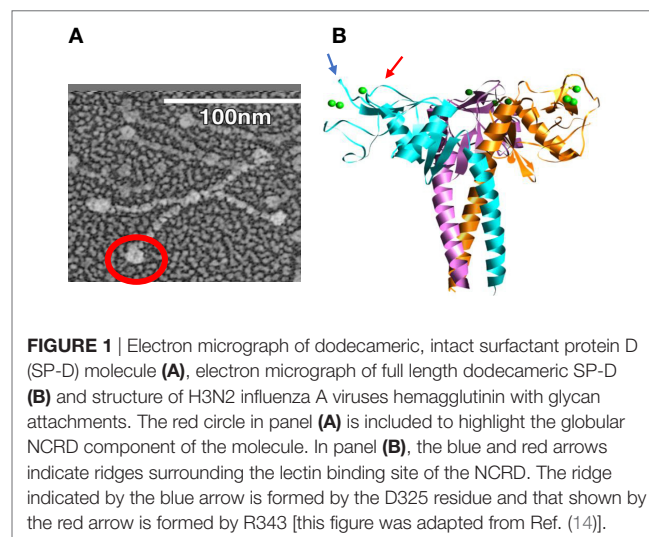 A
B
100nm
FIGURE 1 | Electron micrograph of dodecameric, intact surfactant protein D
(SP-D) molecule (A), electron micrograph of full length dodecameric SP-D
(B) and structure of H3N2 influenza A viruses hemagglutinin with glycan
attachments. The red circle in panel (A) is included to highlight the globular
NCRD component of the molecule. In panel (B), the blue and red arrows
indicate ridges surrounding the lectin binding site of the NCRD. The ridge
indicated by the blue arrow is formed by the D325 residue and that shown by
the red arrow is formed by R343 [this figure was adapted from Ref. (14)].